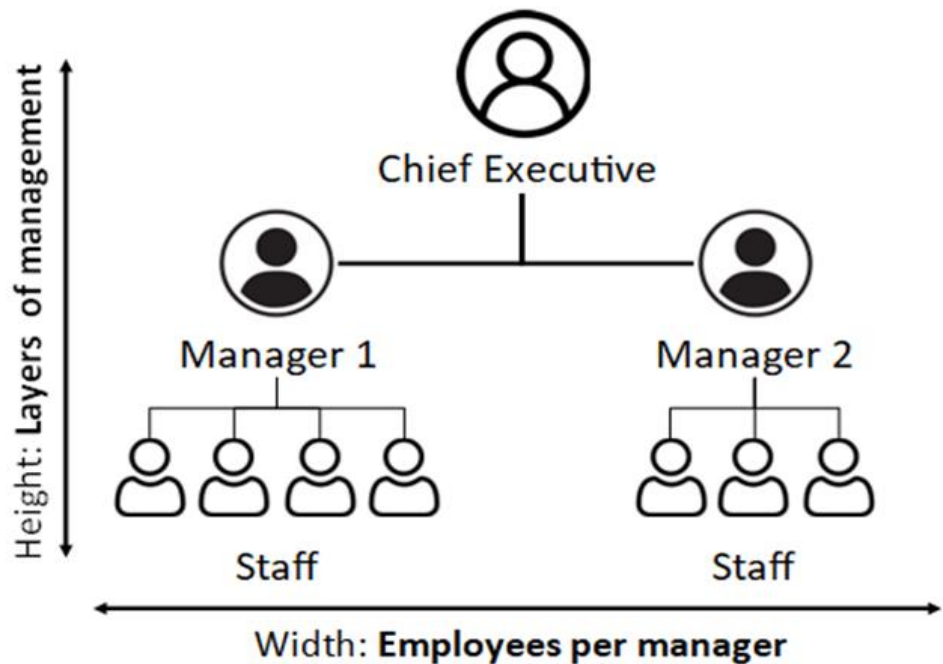 Chief Executive
Height: Layers of management
Manager 1
Manager 2
Staff
Staff
Width: Employees per manager